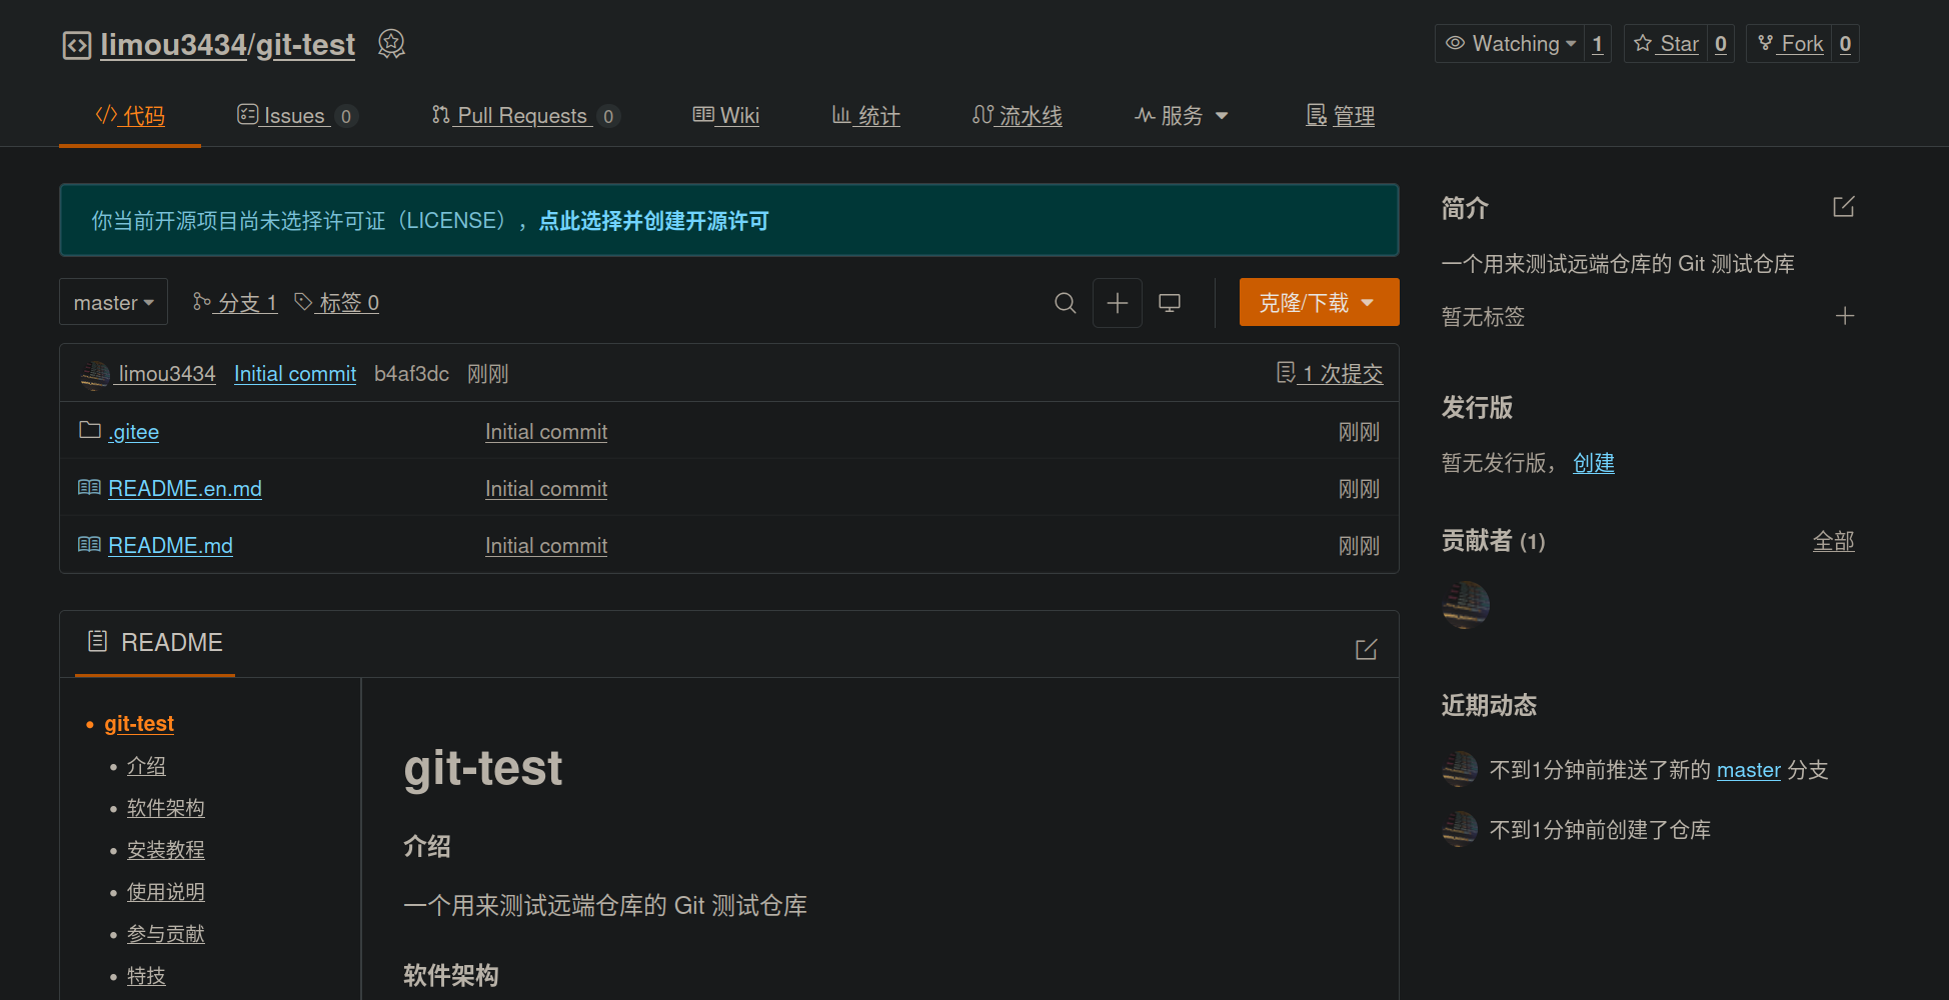 limou3434/git-test
Watching 1 Star 0 Fork 0
代码 Issues 0 Pull Requests 0 Wiki 统计 流水线 服务 管理
你当前开源项目尚未选择许可证（LICENSE），点此选择并创建开源许可
master 分支 1 标签 0 克隆/下载
limou3434 Initial commit b4af3dc 刚刚 1 次提交
.gitee Initial commit 刚刚
README.en.md Initial commit 刚刚
README.md Initial commit 刚刚
README
git-test
介绍
软件架构
安装教程
使用说明
参与贡献
特技
git-test
介绍
一个用来测试远端仓库的 Git 测试仓库
软件架构
简介
一个用来测试远端仓库的 Git 测试仓库
暂无标签
发行版
暂无发行版， 创建
贡献者 (1) 全部
近期动态
不到1分钟前推送了新的 master 分支
不到1分钟前创建了仓库